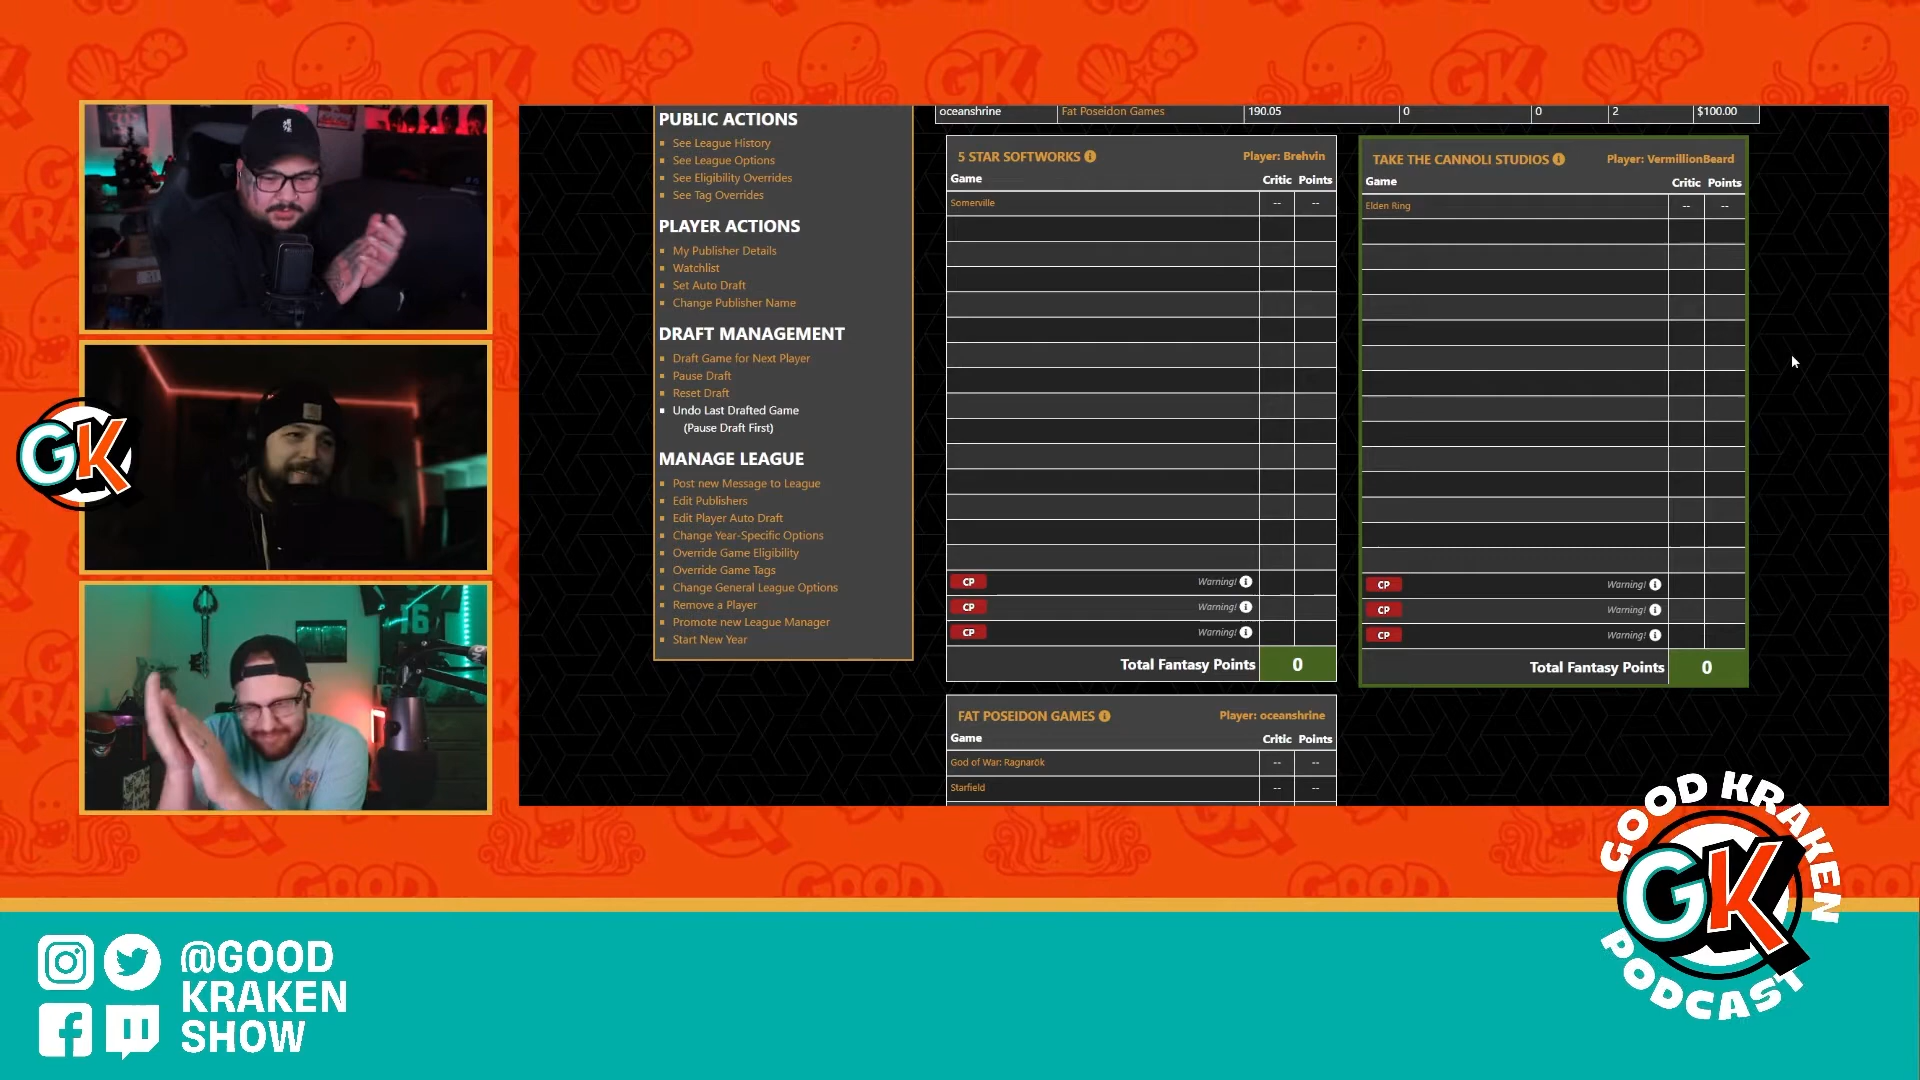 PUBLIC ACTIONS
See League History
See League Options
See Eligibility Overrides
See Tag Overrides
PLAYER ACTIONS
My Publisher Details
Watchlist
Set Auto Draft
Change Publisher Name
DRAFT MANAGEMENT
Draft Game for Next Player
Pause Draft
Reset Draft
Undo Last Drafted Game
(Pause Draft First)
MANAGE LEAGUE
Post new Message to League
Edit Publishers
Edit Player Auto Draft
Change Year-Specific Options
Override Game Eligibility
Override Game Tags
Change General League Options
Remove a Player
Promote new League Manager
Start New Year
oceanshrine Fat Poseidon Games 190.05 0 0 2 $100.00
5 STAR SOFTWORKS Player: Brehvin
Game Critic Points
Somerville -- --
CP Warning!
CP Warning!
CP Warning!
Total Fantasy Points 0
TAKE THE CANNOLI STUDIOS Player: VermillionBeard
Game Critic Points
Elden Ring -- --
CP Warning!
CP Warning!
CP Warning!
Total Fantasy Points 0
FAT POSEIDON GAMES Player: oceanshrine
Game Critic Points
God of War: Ragnarök -- --
Starfield -- --
16
GK
GOOD KRAKEN
GK
PODCAST
@GOOD
KRAKEN
SHOW